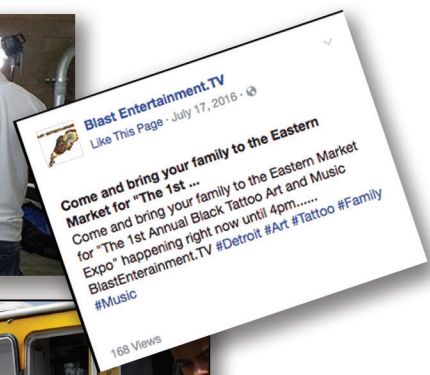 Blast Entertainment.TV
Like This Page · July 17, 2016 ·
Come and bring your family to the Eastern
Market for "The 1st ...
Come and bring your family to the Eastern Market
for "The 1st Annual Black Tattoo Art and Music
Expo" happening right now until 4pm......
BlastEnterainment.TV #Detroit #Art #Tattoo #Family
#Music
168 Views